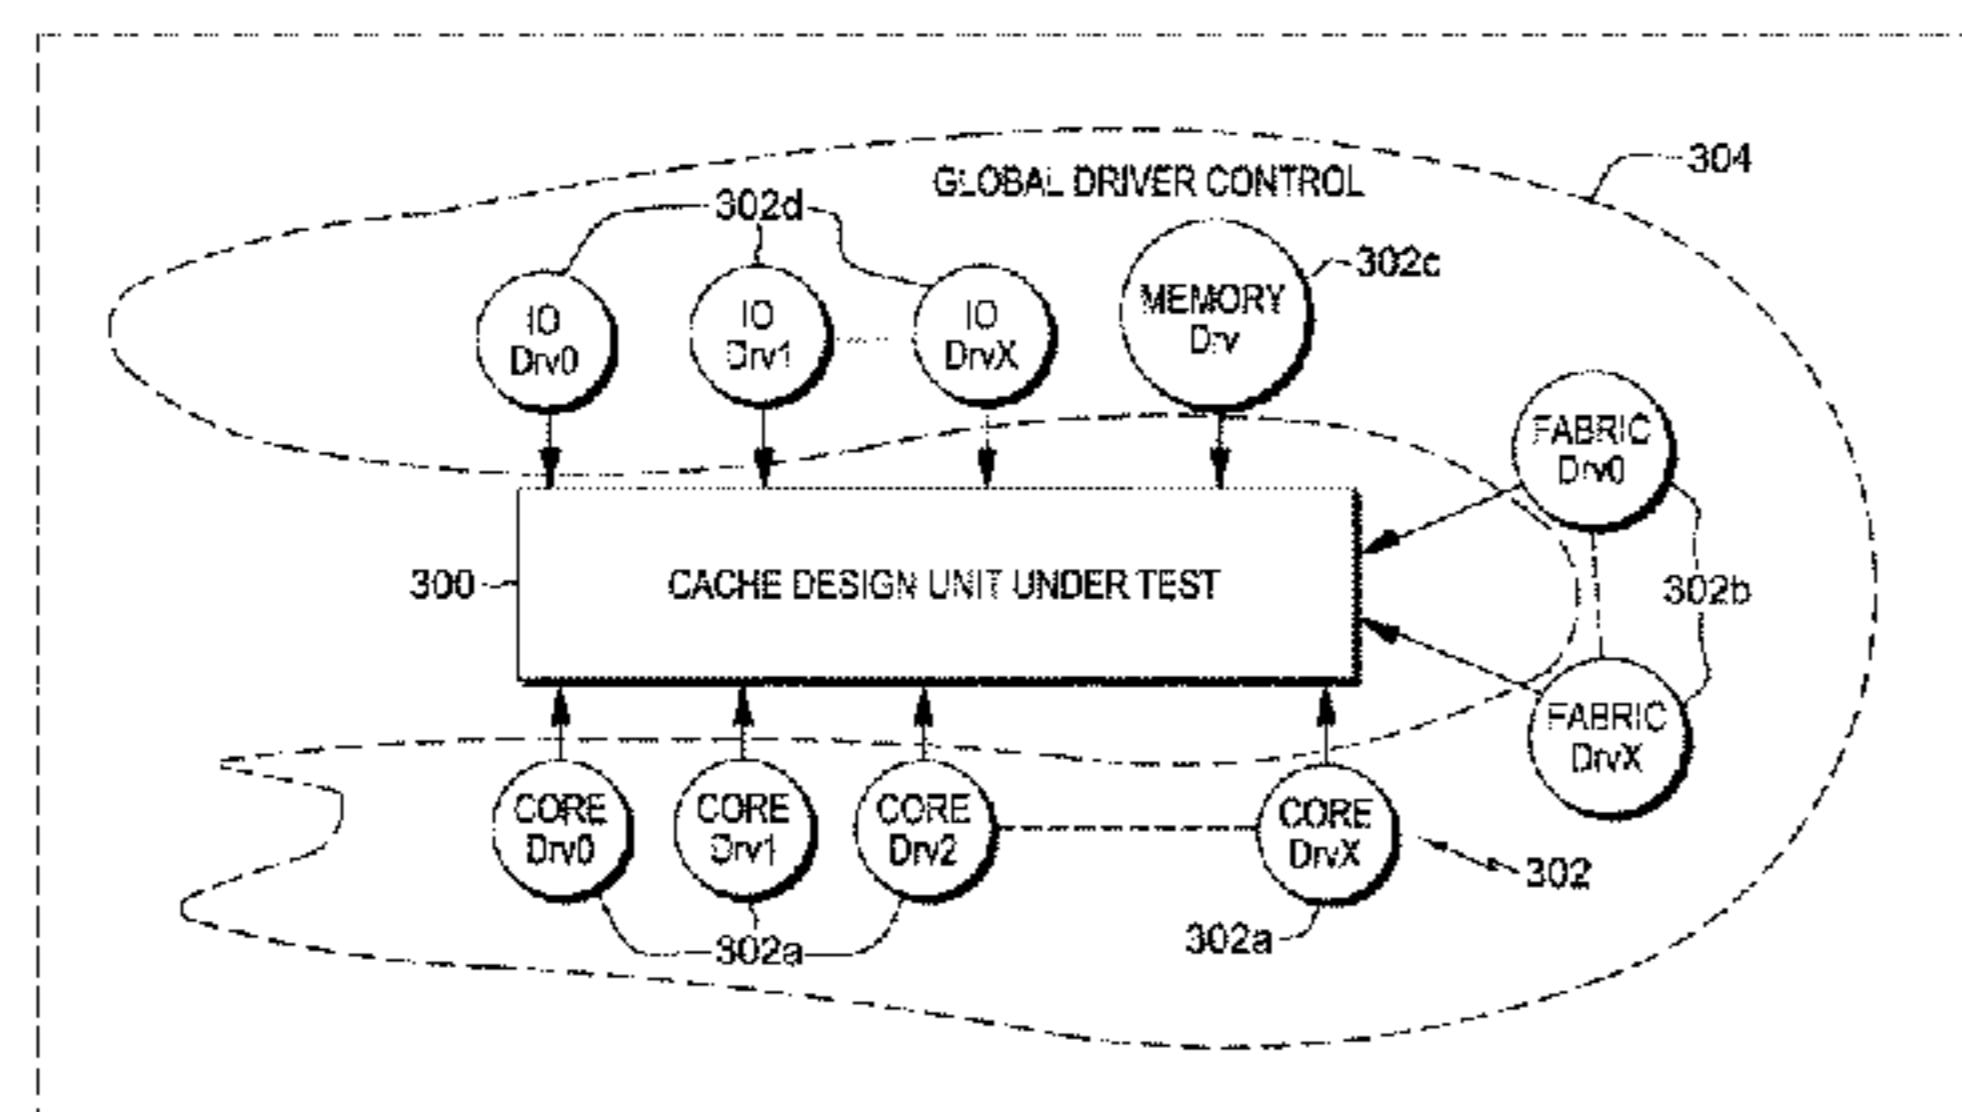 304
GLOBAL DRIVER CONTROL
302d
302c
IO
Drv0
IO
Drv1
IO
DrvX
MEMORY
Drv
FABRIC
Drv0
300
CACHE DESIGN UNIT UNDER TEST
302b
FABRIC
DrvX
CORE
Drv0
CORE
Drv1
CORE
Drv2
CORE
DrvX
302
302a
302a